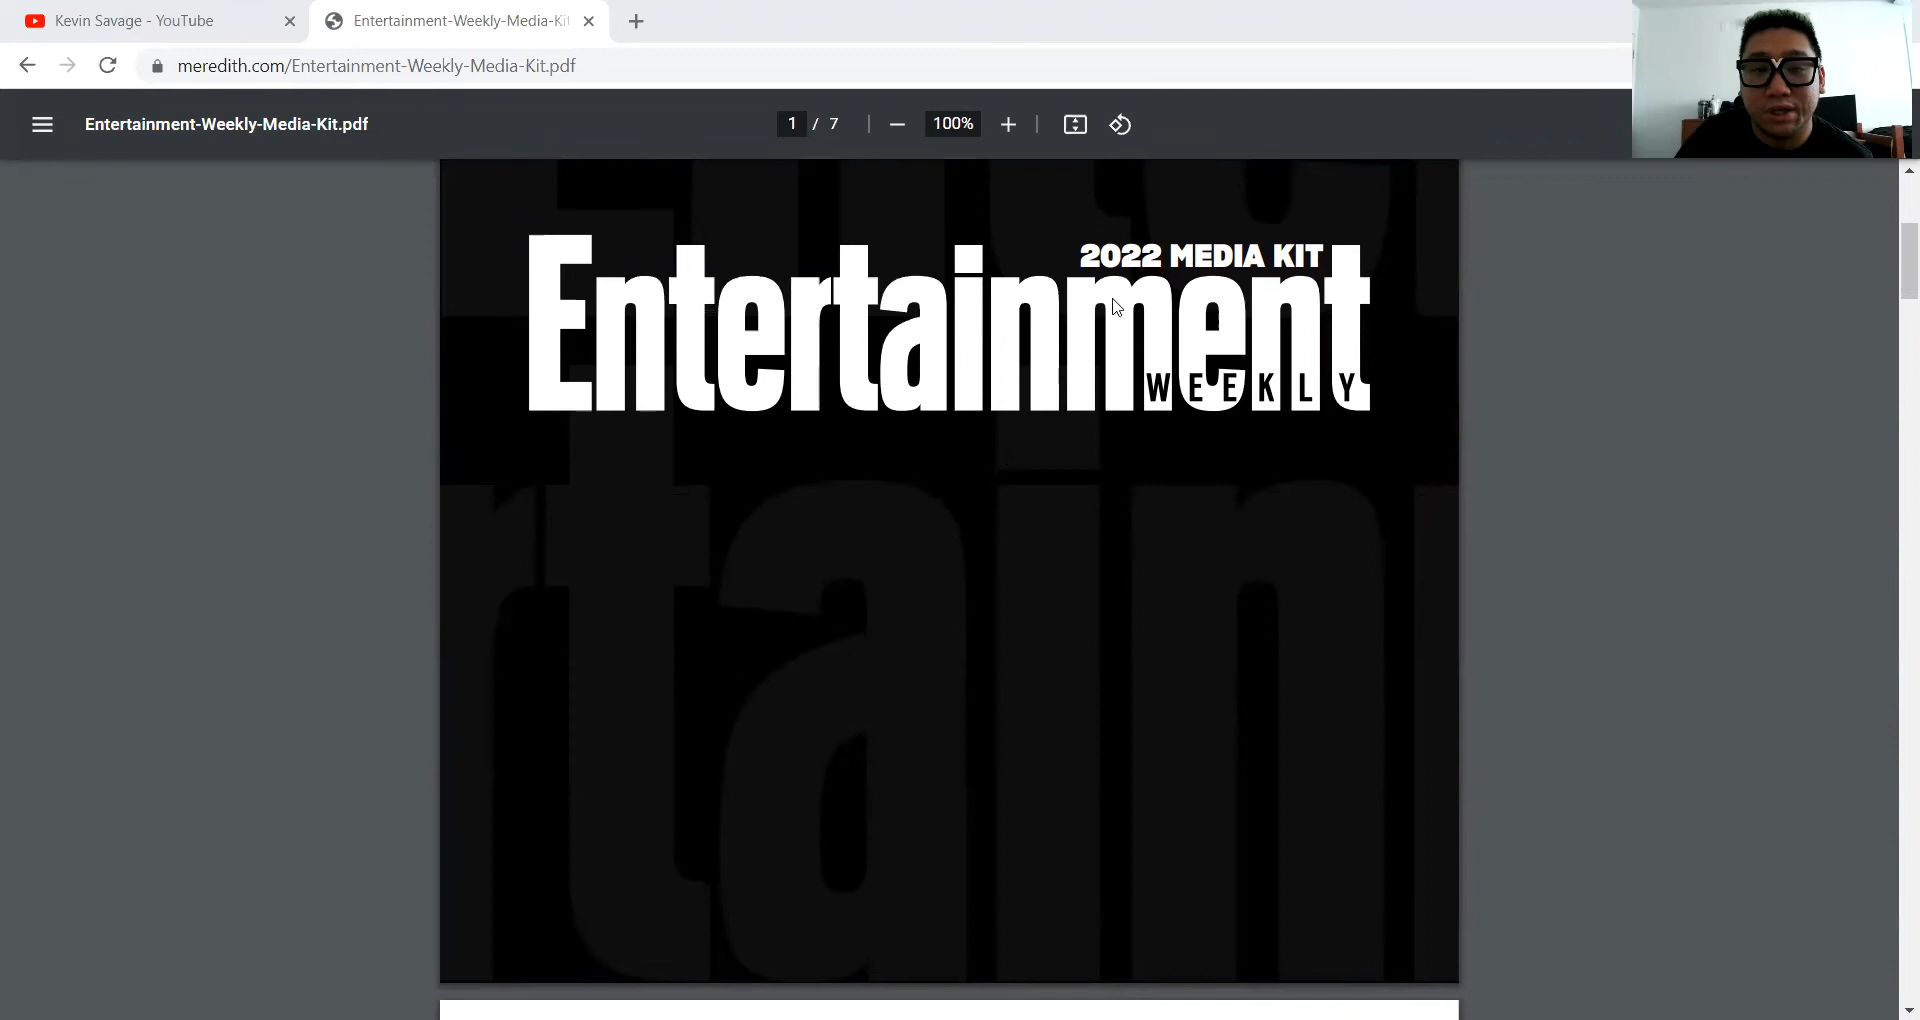 Kevin Savage - YouTube
Entertainment-Weekly-Media-Ki
meredith.com/Entertainment-Weekly-Media-Kit.pdf
Entertainment-Weekly-Media-Kit.pdf
1 / 7
100%
2022 MEDIA KIT
Entertainment
WEEKLY